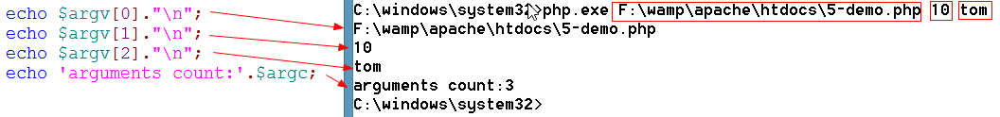 echo $argv[0]."\n";
echo $argv[1]."\n";
echo $argv[2]."\n";
echo 'arguments count:'.$argc;
C:\windows\system32>php.exe F:\wamp\apache\htdocs\5-demo.php 10 tom
F:\wamp\apache\htdocs\5-demo.php
10
tom
arguments count:3
C:\windows\system32>